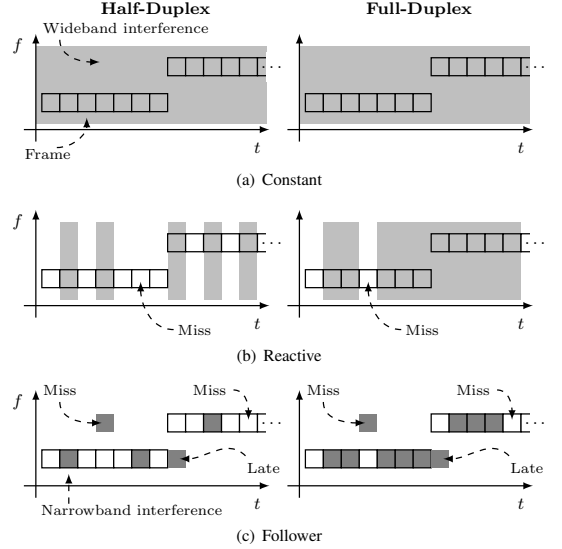 Half-Duplex Full-Duplex
f
Wideband interference
...
...
Frame
t
t
(a) Constant
f
...
...
Miss
t
Miss
t
(b) Reactive
f
Miss
Miss
Miss
Miss
...
...
Late
Late
Narrowband interference
t
t
(c) Follower